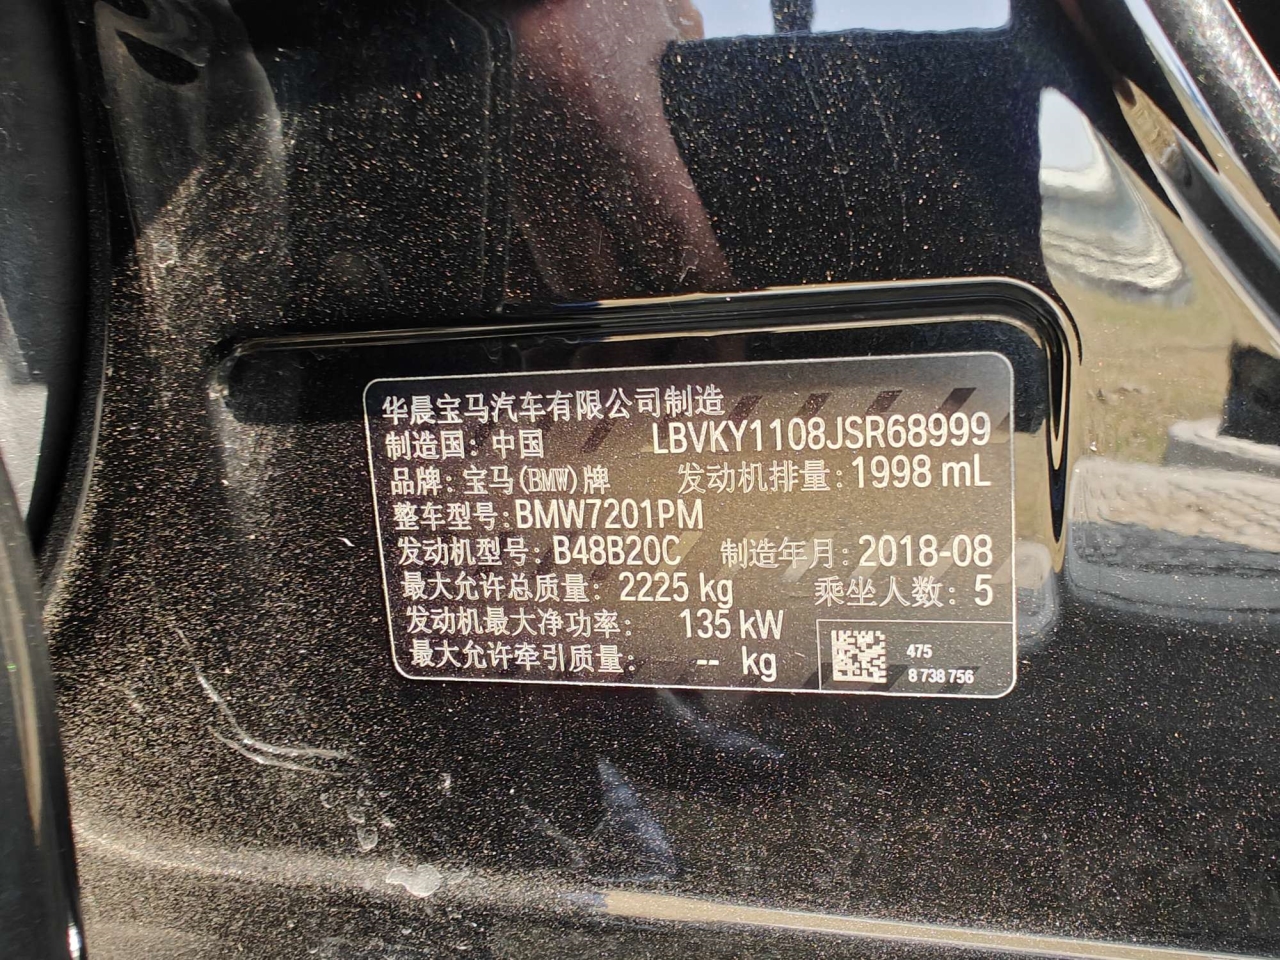 华晨宝马汽车有限公司制造
制造国：中国 LBVKY1108JSR68999
品牌：宝马(BMW)牌 发动机排量：1998 mL
整车型号：BMW7201PM
发动机型号：B48B20C 制造年月：2018-08
最大允许总质量：2225 kg 乘坐人数：5
发动机最大净功率：135 kW
最大允许牵引质量：-- kg
475
8 738 756